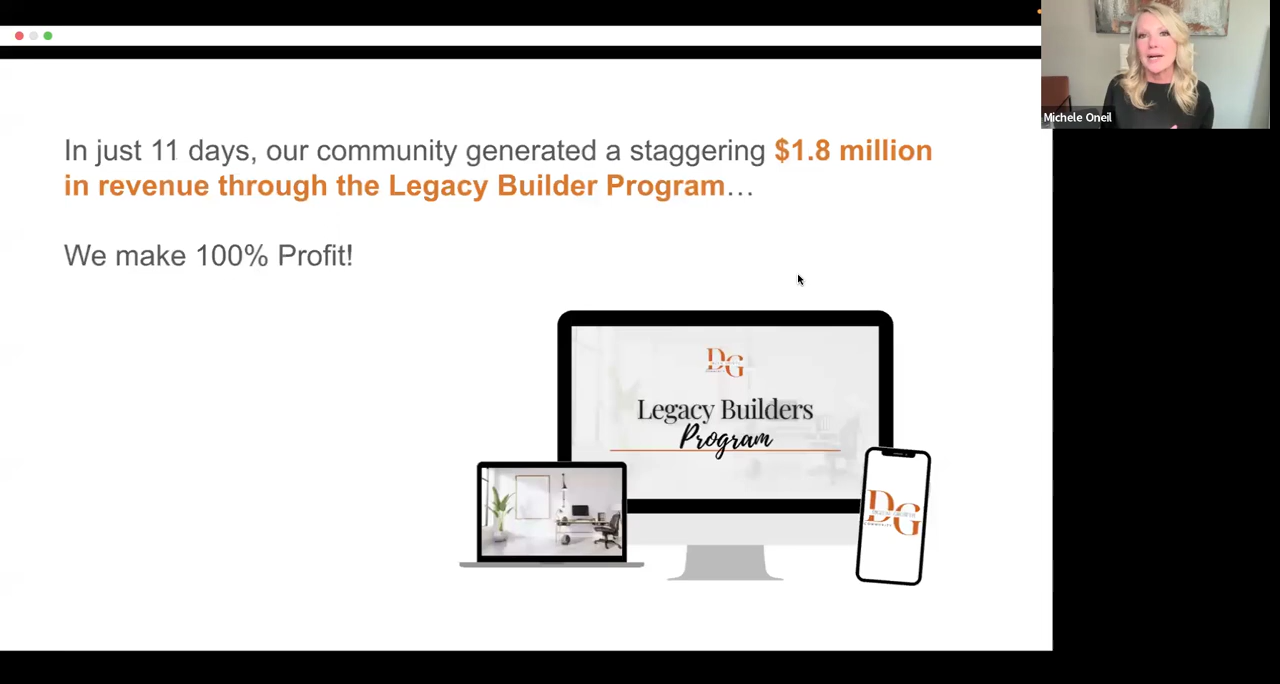 Michele Oneil
In just 11 days, our community generated a staggering $1.8 million
in revenue through the Legacy Builder Program…
We make 100% Profit!
DG
Legacy Builders
Program
DG